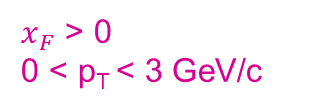 x_F > 0
0 < p_T < 3 GeV/c